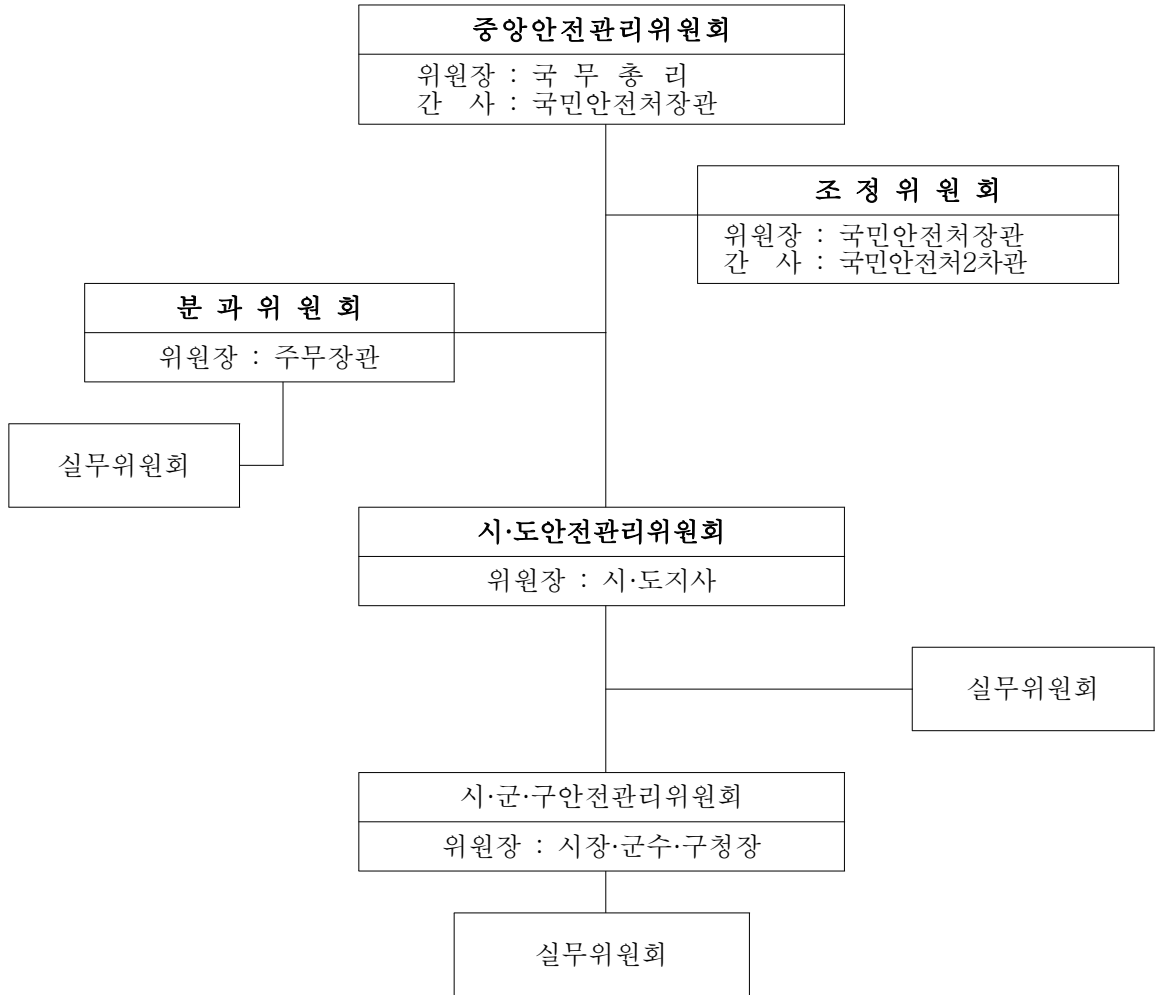 중앙안전관리위원회
위원장 : 국 무 총 리
간 사 : 국민안전처장관
조 정 위 원 회
위원장 : 국민안전처장관
간 사 : 국민안전처2차관
분 과 위 원 회
위원장 : 주무장관
실무위원회
시·도안전관리위원회
위원장 : 시·도지사
실무위원회
시·군·구안전관리위원회
위원장 : 시장·군수·구청장
실무위원회